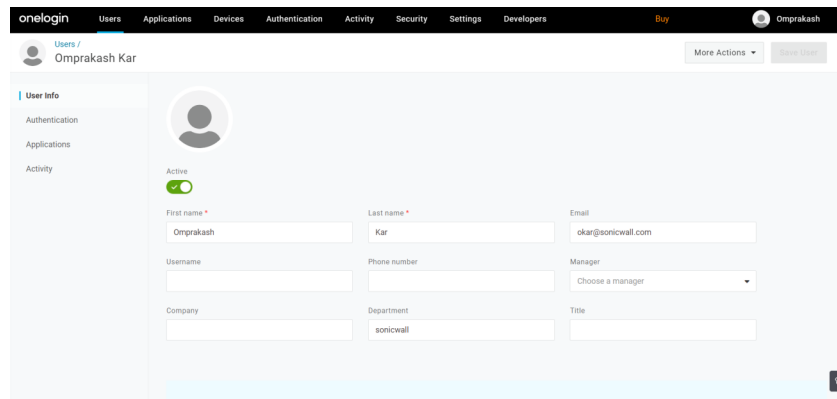 onelogin Users Applications Devices Authentication Activity Security Settings Developers Buy Omprakash
Users /
Omprakash Kar
More Actions Save User
User Info
Authentication
Applications
Activity
Active
First name * Last name * Email
Omprakash Kar okar@sonicwall.com
Username Phone number Manager
Choose a manager
Company Department Title
sonicwall